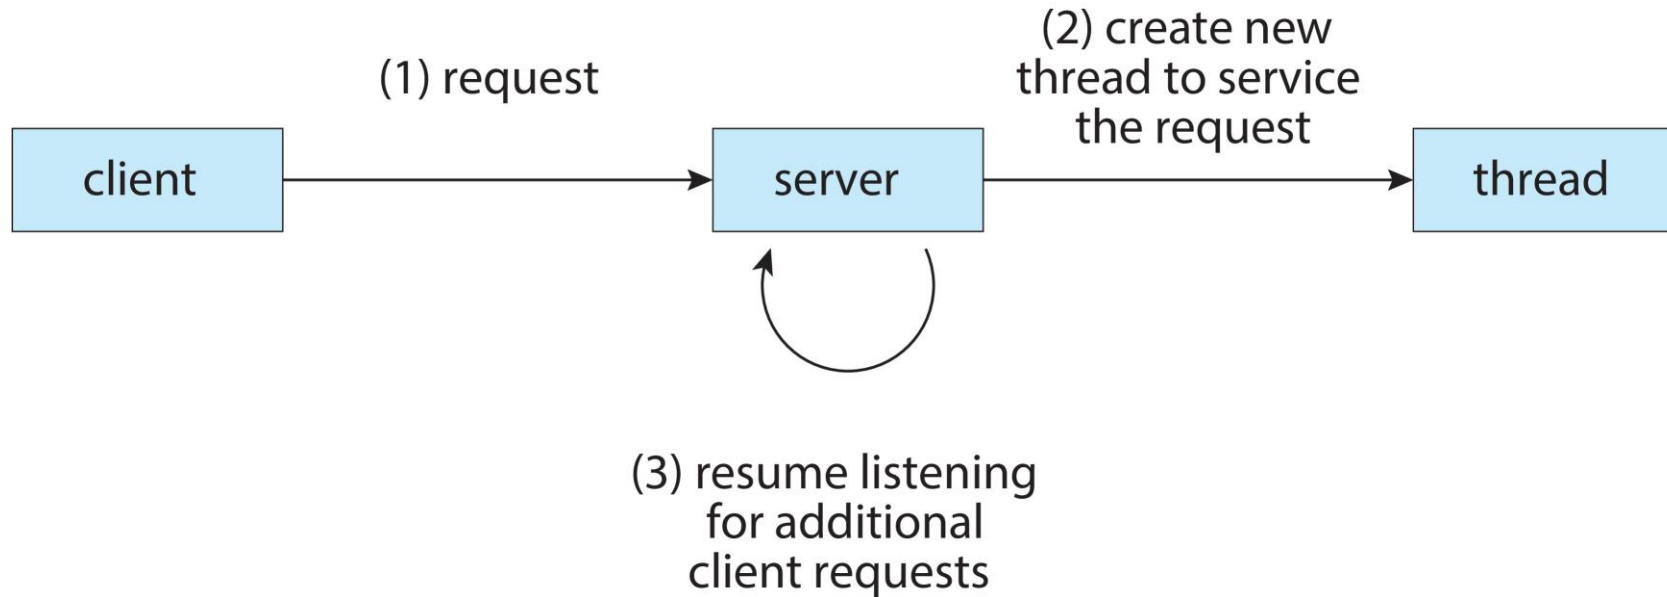 (1) request
(2) create new
thread to service
the request
client
server
thread
(3) resume listening
for additional
client requests